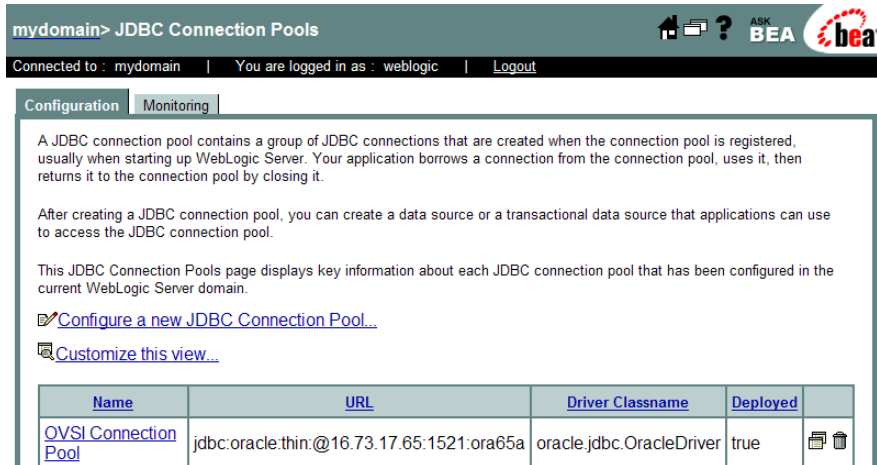 mydomain> JDBC Connection Pools ? ASK BEA bea
Connected to : mydomain | You are logged in as : weblogic | Logout
Configuration Monitoring
A JDBC connection pool contains a group of JDBC connections that are created when the connection pool is registered,
usually when starting up WebLogic Server. Your application borrows a connection from the connection pool, uses it, then
returns it to the connection pool by closing it.
After creating a JDBC connection pool, you can create a data source or a transactional data source that applications can use
to access the JDBC connection pool.
This JDBC Connection Pools page displays key information about each JDBC connection pool that has been configured in the
current WebLogic Server domain.
Configure a new JDBC Connection Pool...
Customize this view...
Name URL Driver Classname Deployed
OVSI Connection Pool jdbc:oracle:thin:@16.73.17.65:1521:ora65a oracle.jdbc.OracleDriver true